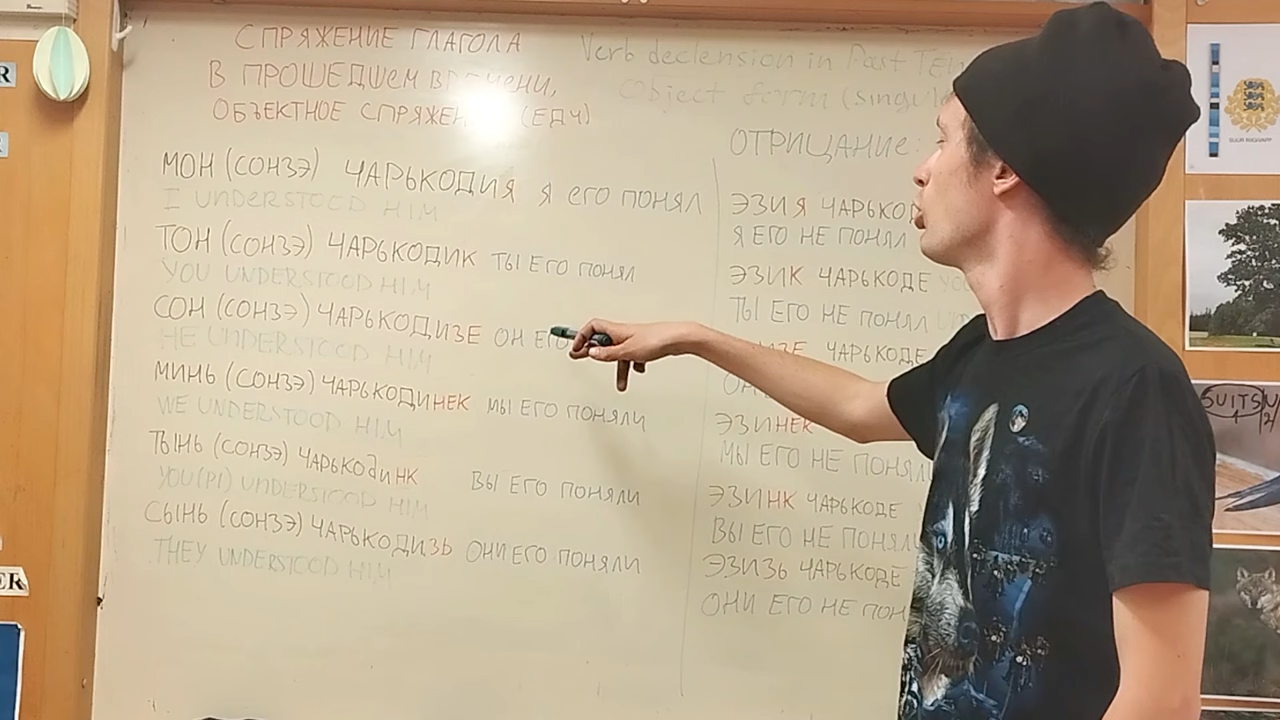 СПРЯЖЕНИЕ ГЛАГОЛА
В ПРОШЕДШЕМ ВРЕМЕНИ,
ОБЪЕКТНОЕ (ЕДЧ)
Verb declension in Past
Object form
МОН (СОНЗЭ) ЧАРЬКОДИЯ Я ЕГО ПОНЯЛ
I UNDERSTOOD HIM
ТОН (СОНЗЭ) ЧАРЬКОДИК ТЫ ЕГО ПОНЯЛ
YOU UNDERSTOOD HIM
СОН (СОНЗЭ) ЧАРЬКОДИЗЕ ОН
HE UNDERSTOOD HIM
МИНЬ (СОНЗЭ) ЧАРЬКОДИНЕК МЫ ЕГО ПОНЯЛИ
WE UNDERSTOOD HIM
ТЫНЬ (СОНЗЭ) ЧАРЬКОДИНК ВЫ ЕГО ПОНЯЛИ
YOU(Pl) UNDERSTOOD HIM
СЫНЬ (СОНЗЭ) ЧАРЬКОДИЗЬ ОНИ ЕГО ПОНЯЛИ
THEY UNDERSTOOD HIM
ОТРИЦАНИЕ:
ЭЗИЯ
Я ЕГО НЕ ПОНЯЛ
ЭЗИК ЧАРЬКОДЕ
ТЫ ЕГО НЕ ПОНЯЛ
ЧАРЬКОДЕ
ЭЗИНЕК
МЫ ЕГО НЕ ПОНЯЛИ
ЭЗИНК ЧАРЬКОДЕ
ВЫ ЕГО НЕ ПОНЯЛИ
ЭЗИЗЬ ЧАРЬКОДЕ
ОНИ ЕГО НЕ